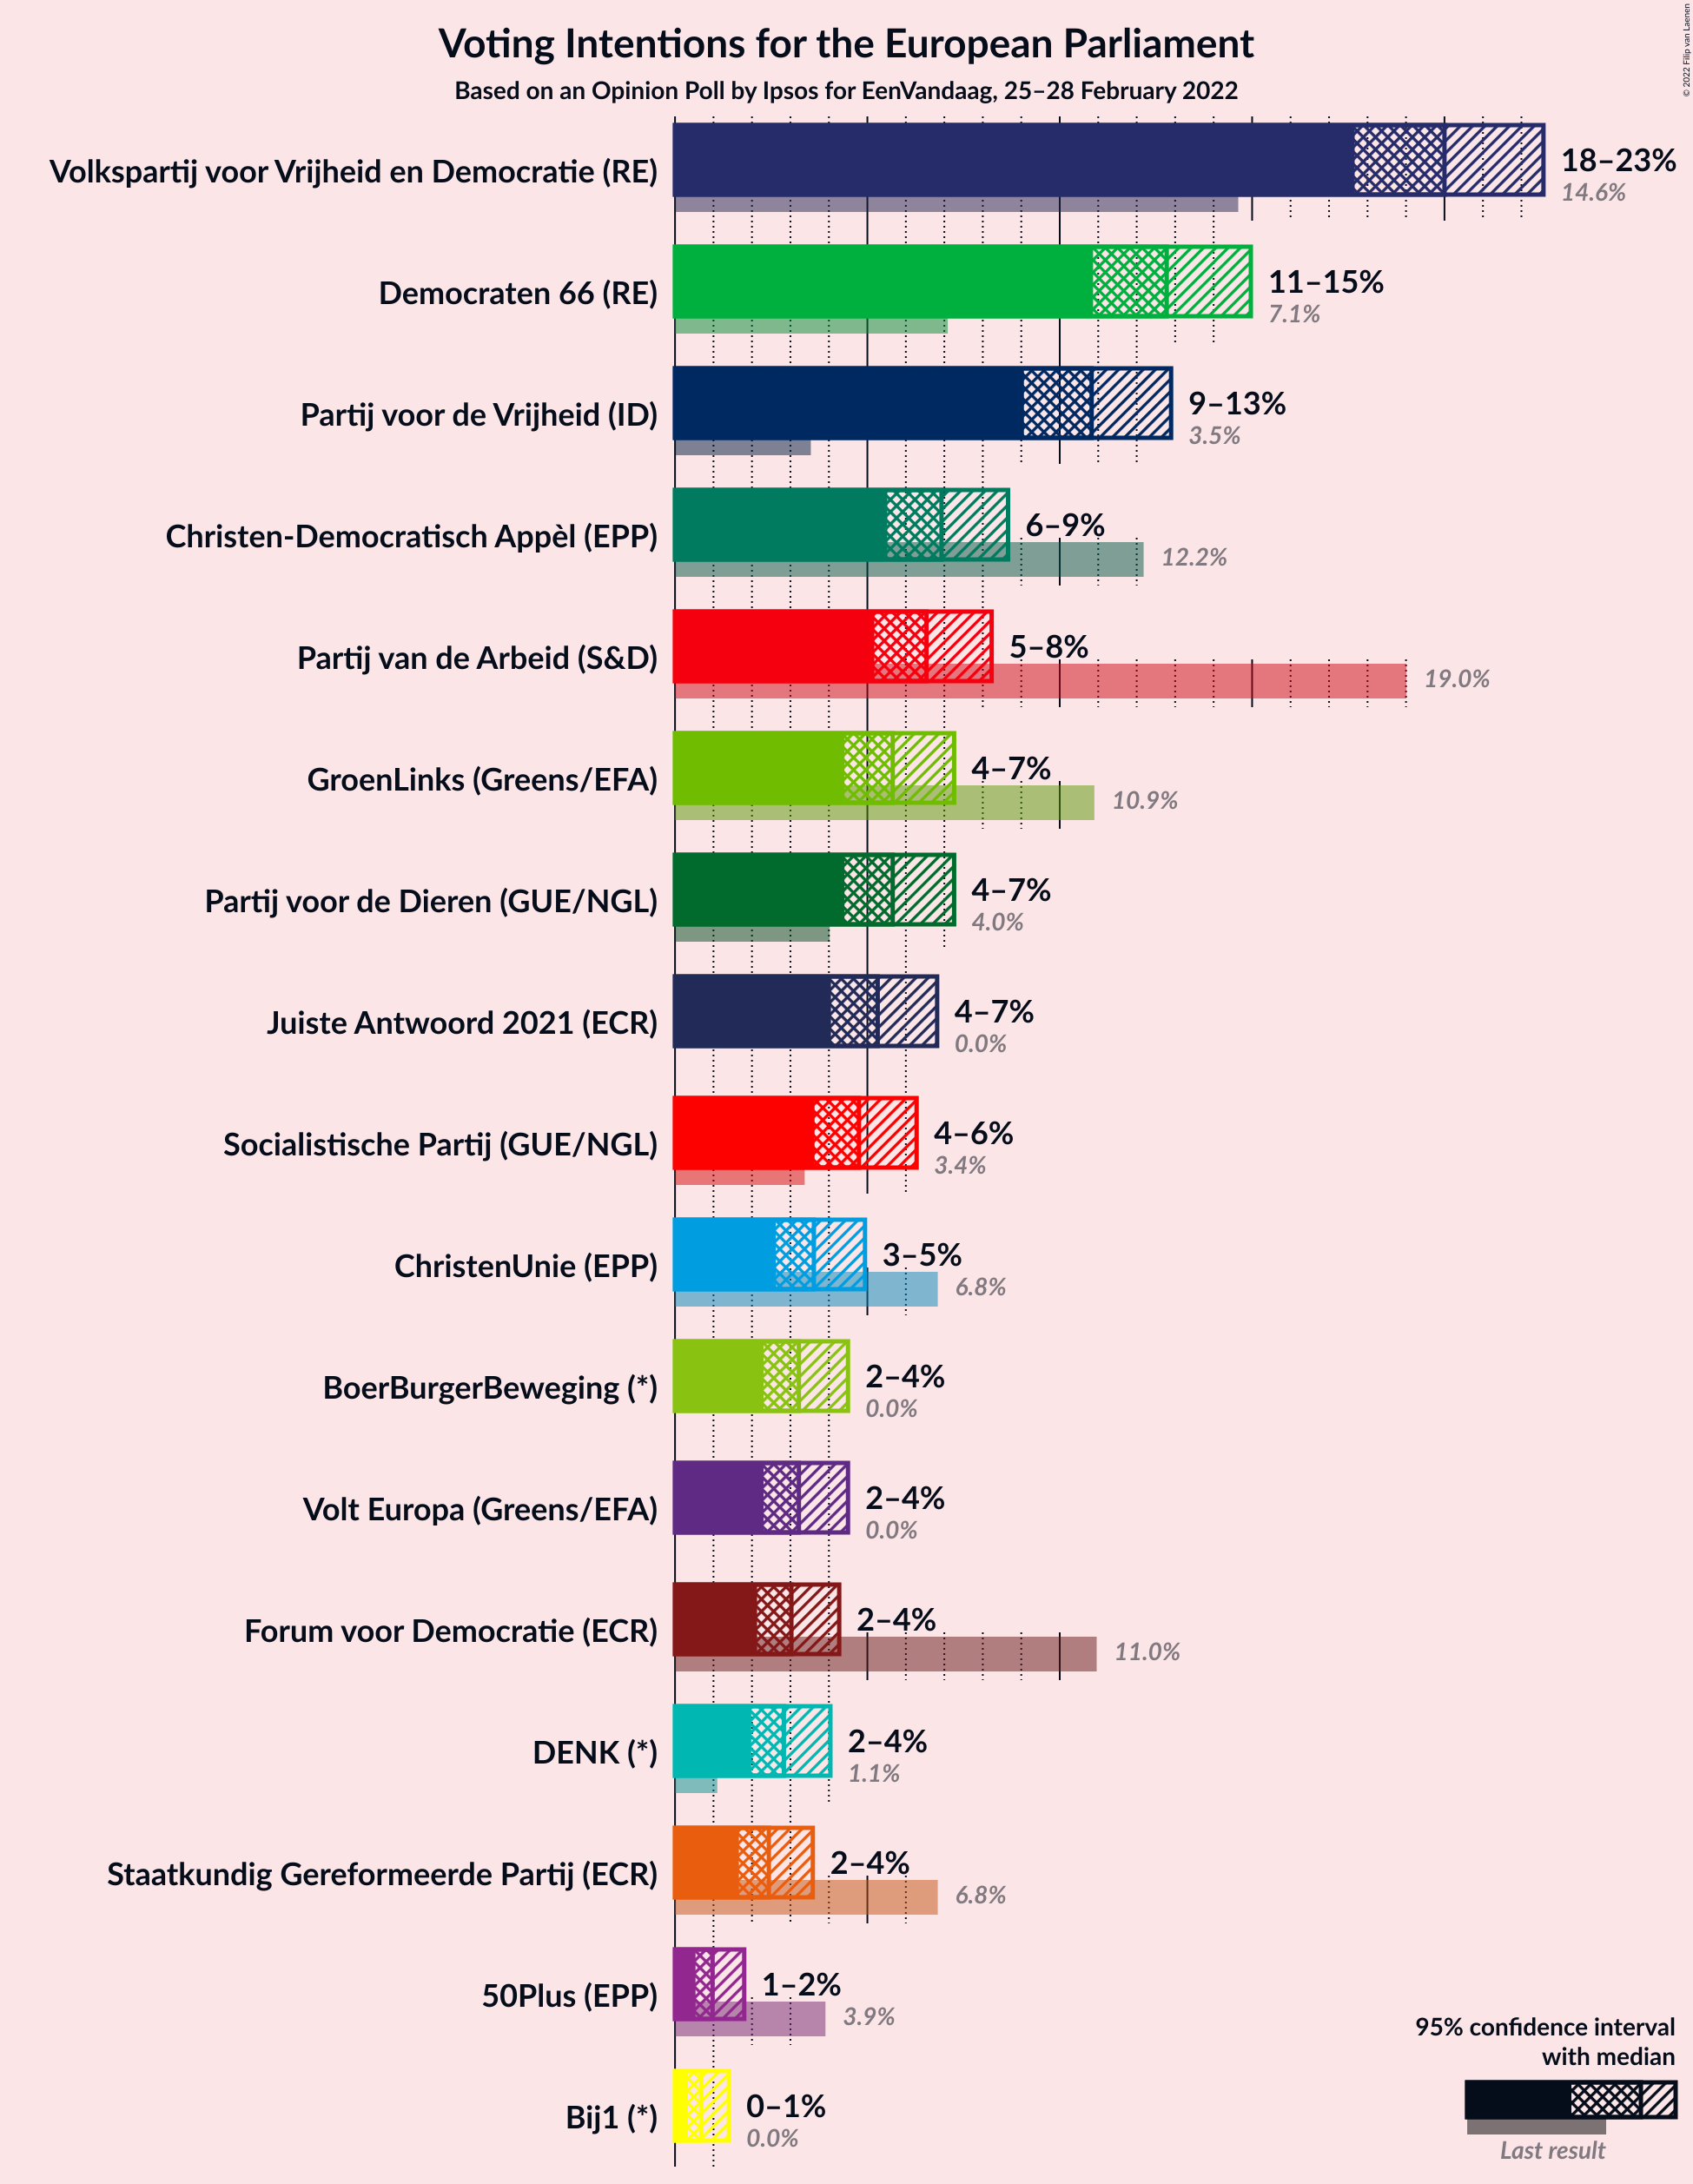 Voting Intentions for the European Parliament
Based on an Opinion Poll by Ipsos for EenVandaag, 25–28 February 2022
© 2022 Filip van Laenen
Volkspartij voor Vrijheid en Democratie (RE)
18–23%
14.6%
Democraten 66 (RE)
11–15%
7.1%
Partij voor de Vrijheid (ID)
9–13%
3.5%
Christen-Democratisch Appèl (EPP)
6–9%
12.2%
Partij van de Arbeid (S&D)
5–8%
19.0%
GroenLinks (Greens/EFA)
4–7%
10.9%
Partij voor de Dieren (GUE/NGL)
4–7%
4.0%
Juiste Antwoord 2021 (ECR)
4–7%
0.0%
Socialistische Partij (GUE/NGL)
4–6%
3.4%
ChristenUnie (EPP)
3–5%
6.8%
BoerBurgerBeweging (*)
2–4%
0.0%
Volt Europa (Greens/EFA)
2–4%
0.0%
Forum voor Democratie (ECR)
2–4%
11.0%
DENK (*)
2–4%
1.1%
Staatkundig Gereformeerde Partij (ECR)
2–4%
6.8%
50Plus (EPP)
1–2%
3.9%
Bij1 (*)
0–1%
0.0%
95% confidence interval
with median
Last result